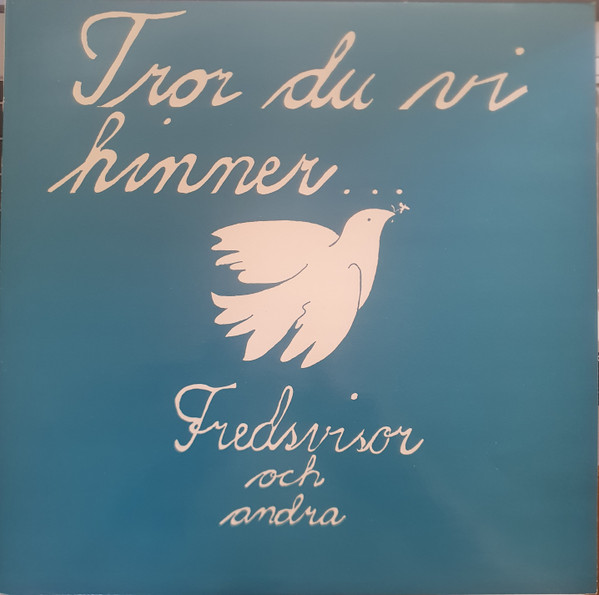 Tror du vi
hinner...
Fredsvisor
och
andra